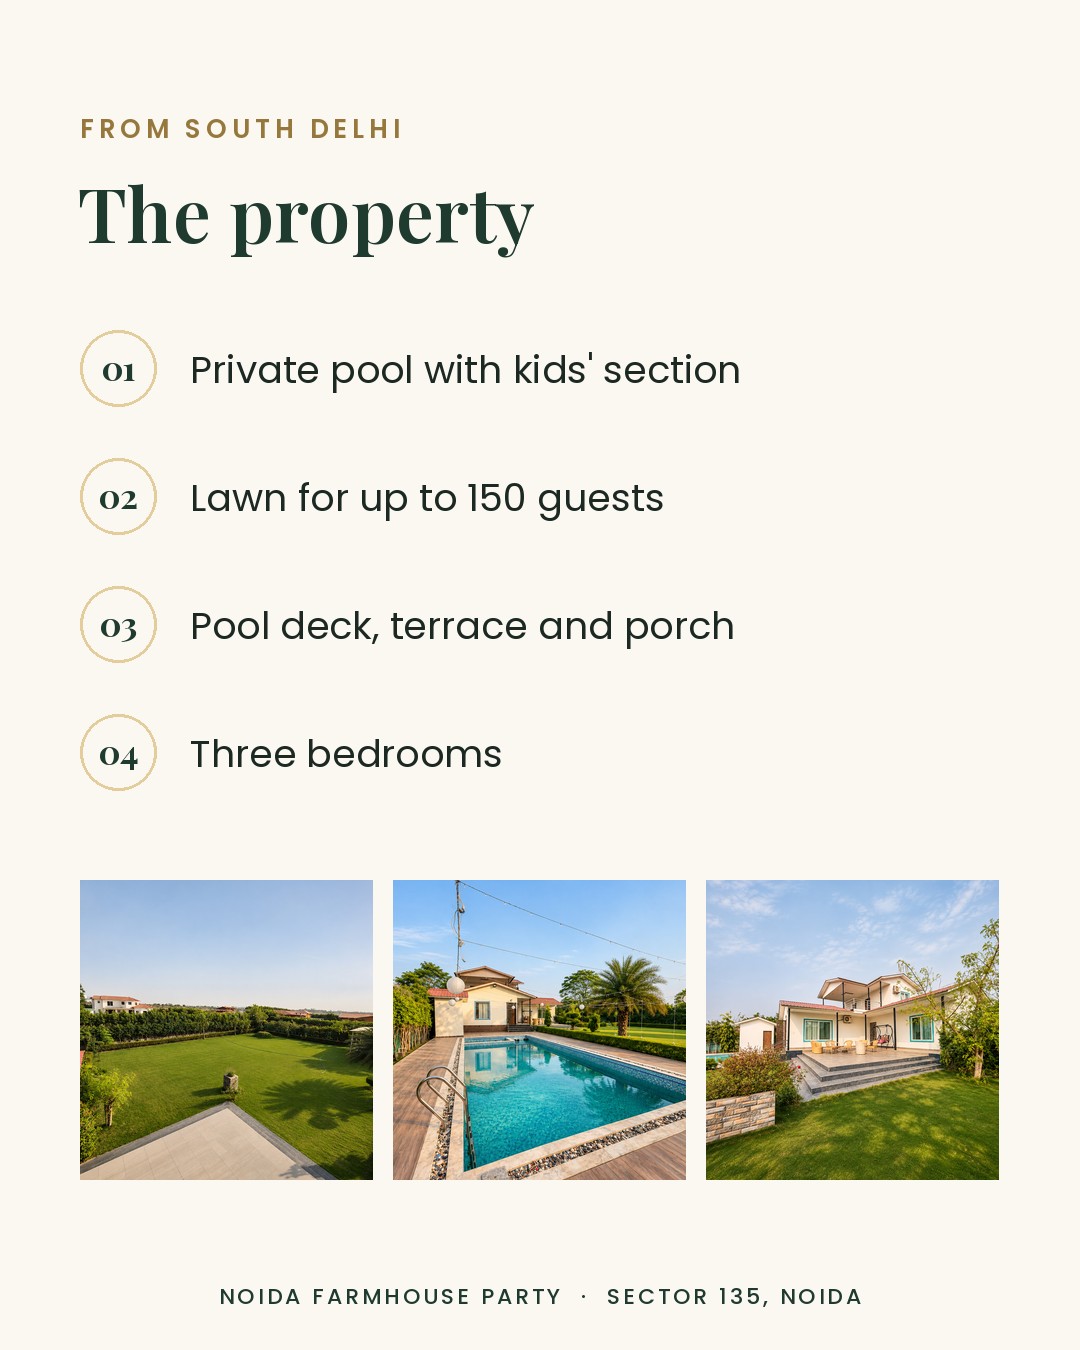 FROM SOUTH DELHI
The property
01 Private pool with kids' section
02 Lawn for up to 150 guests
03 Pool deck, terrace and porch
04 Three bedrooms
NOIDA FARMHOUSE PARTY · SECTOR 135, NOIDA